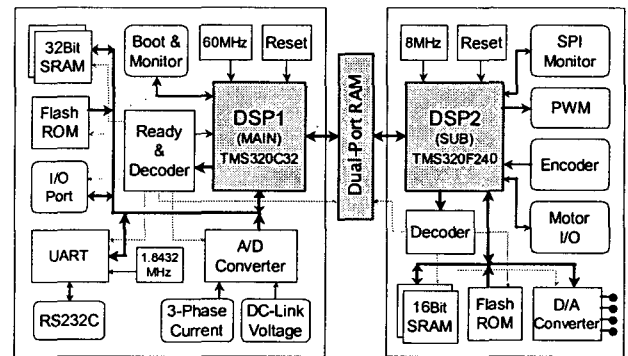 32Bit
SRAM
Boot &
Monitor
60MHz
Reset
Flash
ROM
Ready
&
Decoder
DSP1
(MAIN)
TMS320C32
I/O
Port
UART
1.8432
MHz
A/D
Converter
RS232C
3-Phase
Current
DC-Link
Voltage
Dual-Port RAM
8MHz
Reset
SPI
Monitor
DSP2
(SUB)
TMS320F240
PWM
Encoder
Decoder
Motor
I/O
16Bit
SRAM
Flash
ROM
D/A
Converter